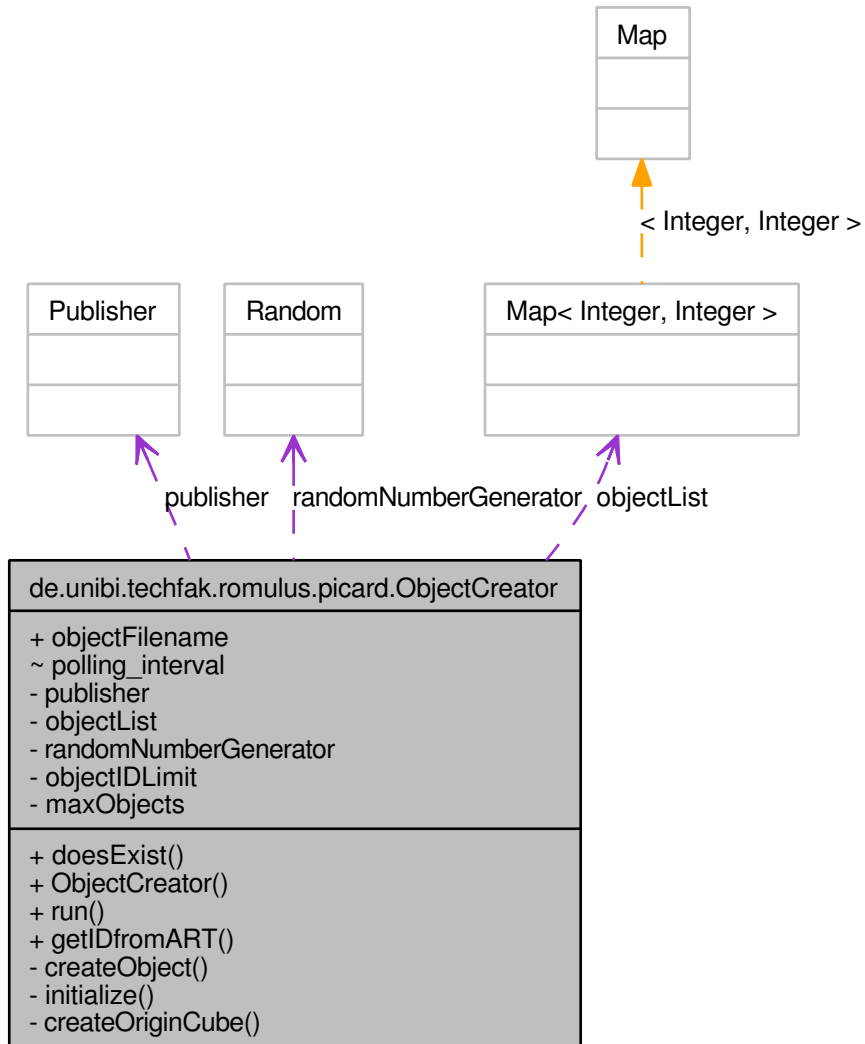 Map
< Integer, Integer >
Publisher
Random
Map< Integer, Integer >
publisher
randomNumberGenerator
objectList
de.unibi.techfak.romulus.picard.ObjectCreator
+ objectFilename
~ polling_interval
- publisher
- objectList
- randomNumberGenerator
- objectIDLimit
- maxObjects
+ doesExist()
+ ObjectCreator()
+ run()
+ getIDfromART()
- createObject()
- initialize()
- createOriginCube()